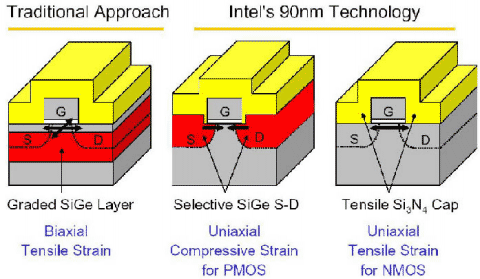 Traditional Approach
Intel's 90nm Technology
G
S
D
G
S
D
G
S
D
Graded SiGe Layer
Selective SiGe S-D
Tensile Si₃N₄ Cap
Biaxial
Tensile Strain
Uniaxial
Compressive Strain
for PMOS
Uniaxial
Tensile Strain
for NMOS